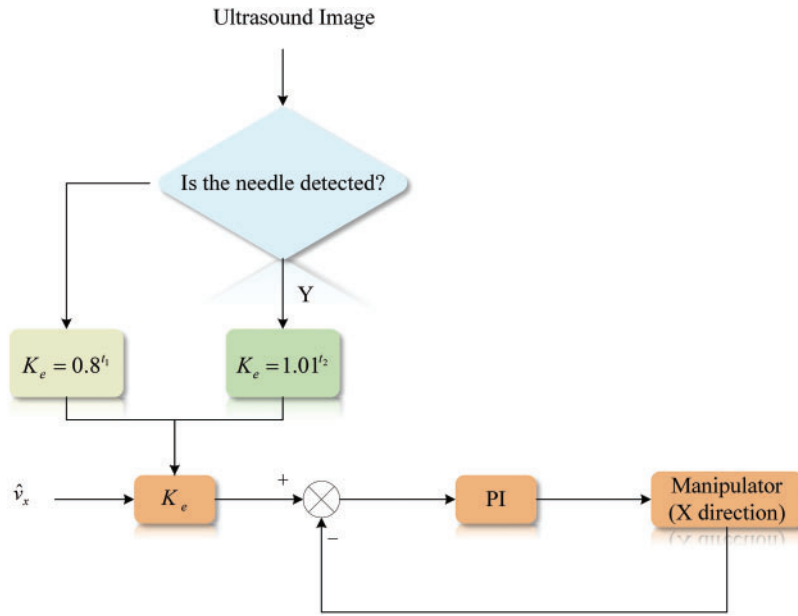 Ultrasound Image
Is the needle detected?
Y
K_e = 0.8^{t_1}
K_e = 1.01^{t_2}
\hat{v}_x
K_e
+
−
PI
Manipulator
(X direction)